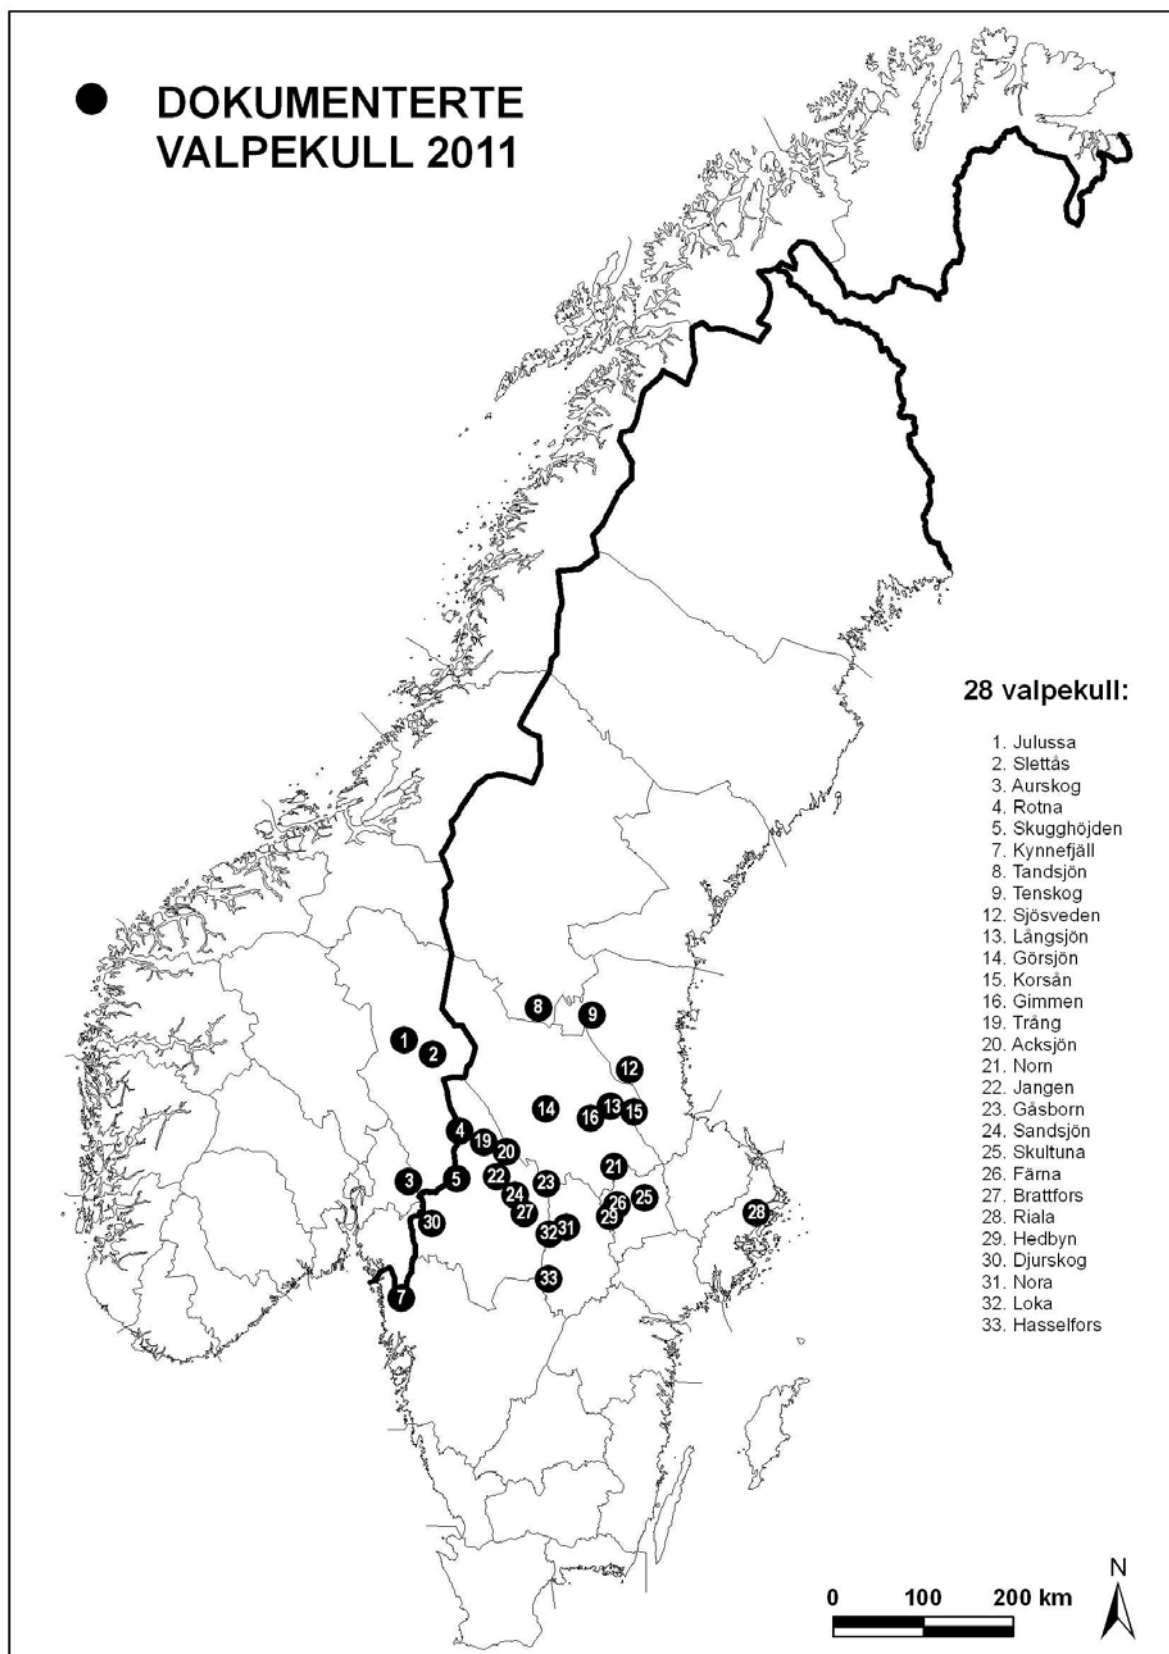 DOKUMENTERTE
VALPEKULL 2011
28 valpekull:
1. Julussa
2. Slettås
3. Aurskog
4. Rotna
5. Skugghöjden
7. Kynnefjäll
8. Tandsjön
9. Tenskog
12. Sjösveden
13. Långsjön
14. Görsjön
15. Korsån
16. Gimmen
19. Trång
20. Acksjön
21. Norn
22. Jangen
23. Gåsborn
24. Sandsjön
25. Skultuna
26. Färna
27. Brattfors
28. Riala
29. Hedbyn
30. Djurskog
31. Nora
32. Loka
33. Hasselfors
8
9
1
2
12
14
16
13
15
4
19
20
21
3
5
22
23
24
26
25
27
29
28
30
32
31
33
7
N
0 100 200 km